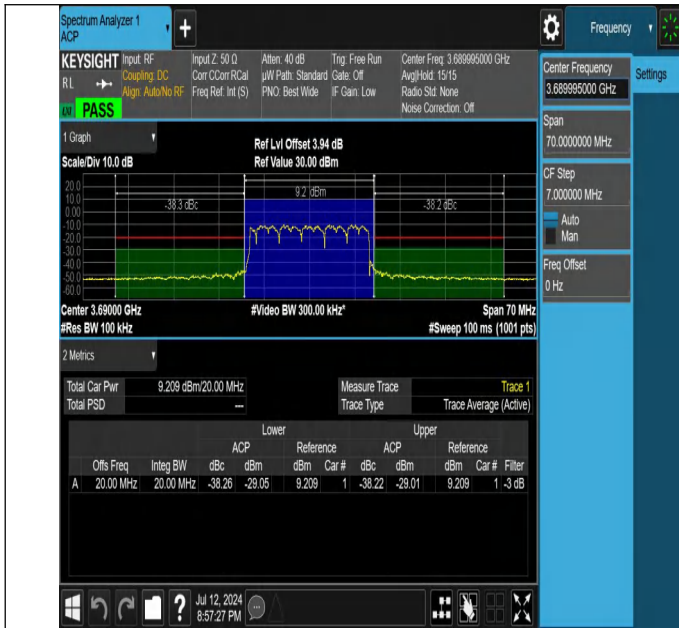 Spectrum Analyzer 1
ACP
+
Frequency
KEYSIGHT
RL
PASS
Input: RF
Coupling: DC
Align: Auto/No RF
Input Z: 50 Ω
Corr CCorr RCal
Freq Ref: Int (S)
Atten: 40 dB
µW Path: Standard
PNO: Best Wide
Trig: Free Run
Gate: Off
IF Gain: Low
Center Freq: 3.689995000 GHz
Avg|Hold: 15/15
Radio Std: None
Noise Correction: Off
Center Frequency
3.689995000 GHz
Settings
Span
70.0000000 MHz
CF Step
7.000000 MHz
Auto
Man
Freq Offset
0 Hz
1 Graph
Scale/Div 10.0 dB
Ref Lvl Offset 3.94 dB
Ref Value 30.00 dBm
20.0
10.0
0.00
-10.0
-20.0
-30.0
-40.0
-50.0
-60.0
-38.3 dBc
9.2 dBm
-38.2 dBc
Center 3.69000 GHz
#Video BW 300.00 kHz*
Span 70 MHz
#Res BW 100 kHz
#Sweep 100 ms (1001 pts)
2 Metrics
Total Car Pwr 9.209 dBm/20.00 MHz
Total PSD ---
Measure Trace Trace 1
Trace Type Trace Average (Active)
Lower Upper
ACP Reference ACP Reference
Offs Freq Integ BW dBc dBm dBm Car # dBc dBm dBm Car # Filter
A 20.00 MHz 20.00 MHz -38.26 -29.05 9.209 1 -38.22 -29.01 9.209 1 -3 dB
?
Jul 12, 2024
8:57:27 PM